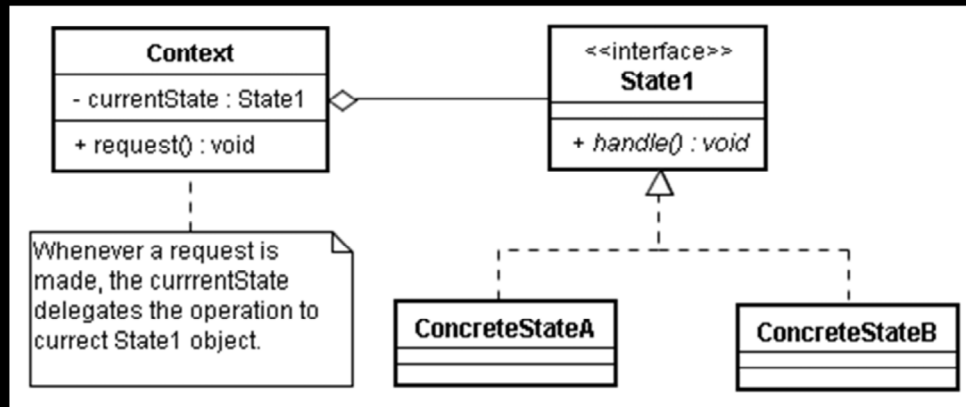 Context
- currentState : State1
+ request() : void
<<interface>>
State1
+ handle() : void
Whenever a request is
made, the currrentState
delegates the operation to
currect State1 object.
ConcreteStateA
ConcreteStateB